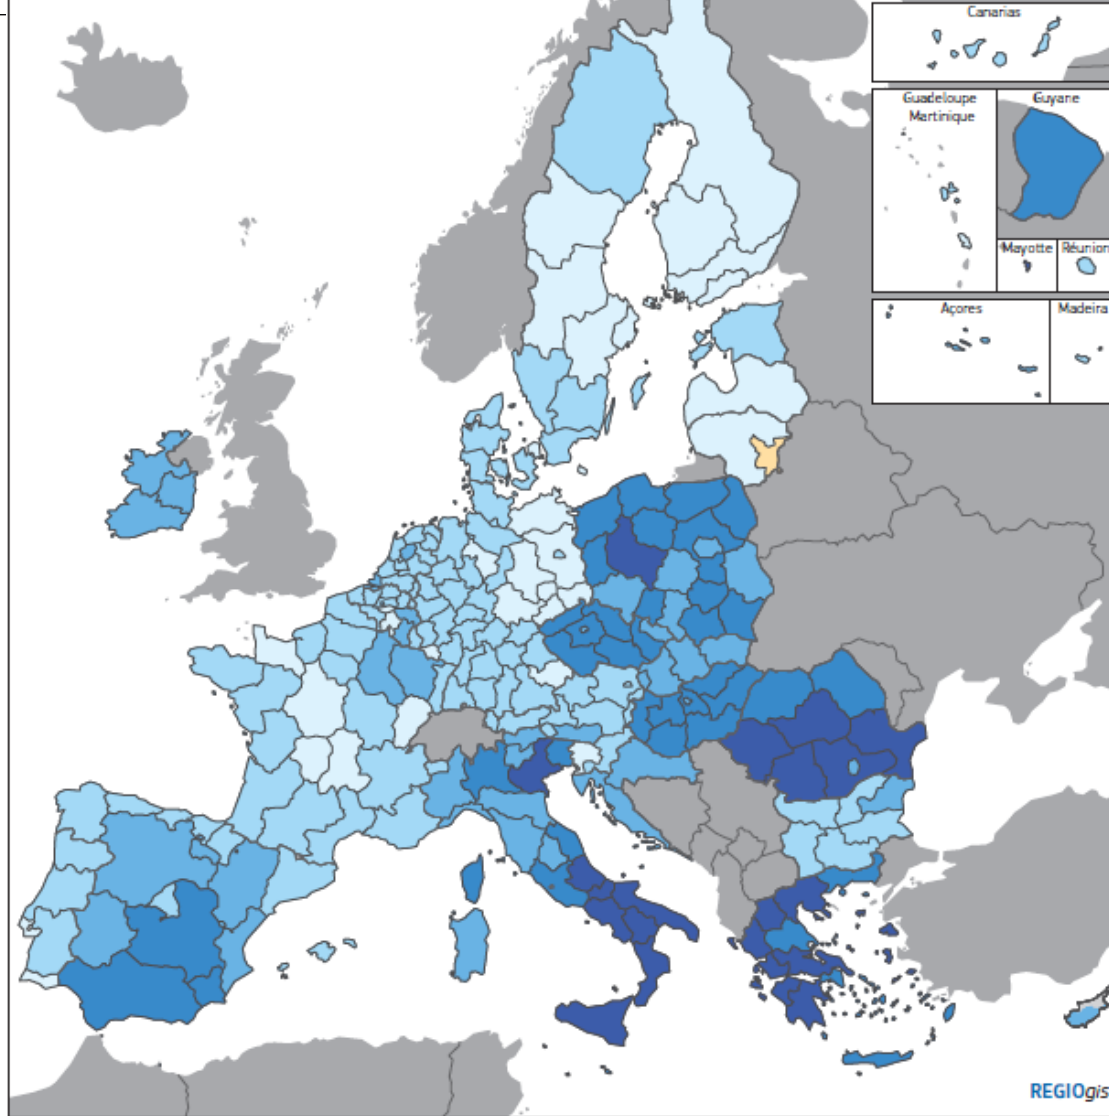 Canarias
Guadeloupe
Martinique
Guyane
Mayotte
Réunion
Açores
Madeira
REGIOgis